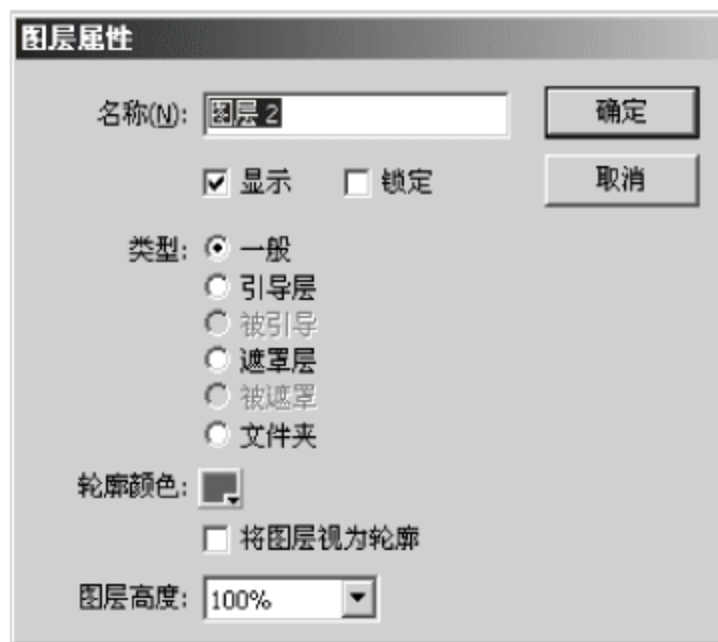 图层属性
名称(N): 图层 2 确定
显示 锁定 取消
类型: 一般
引导层
被引导
遮罩层
被遮罩
文件夹
轮廓颜色:
将图层视为轮廓
图层高度: 100%